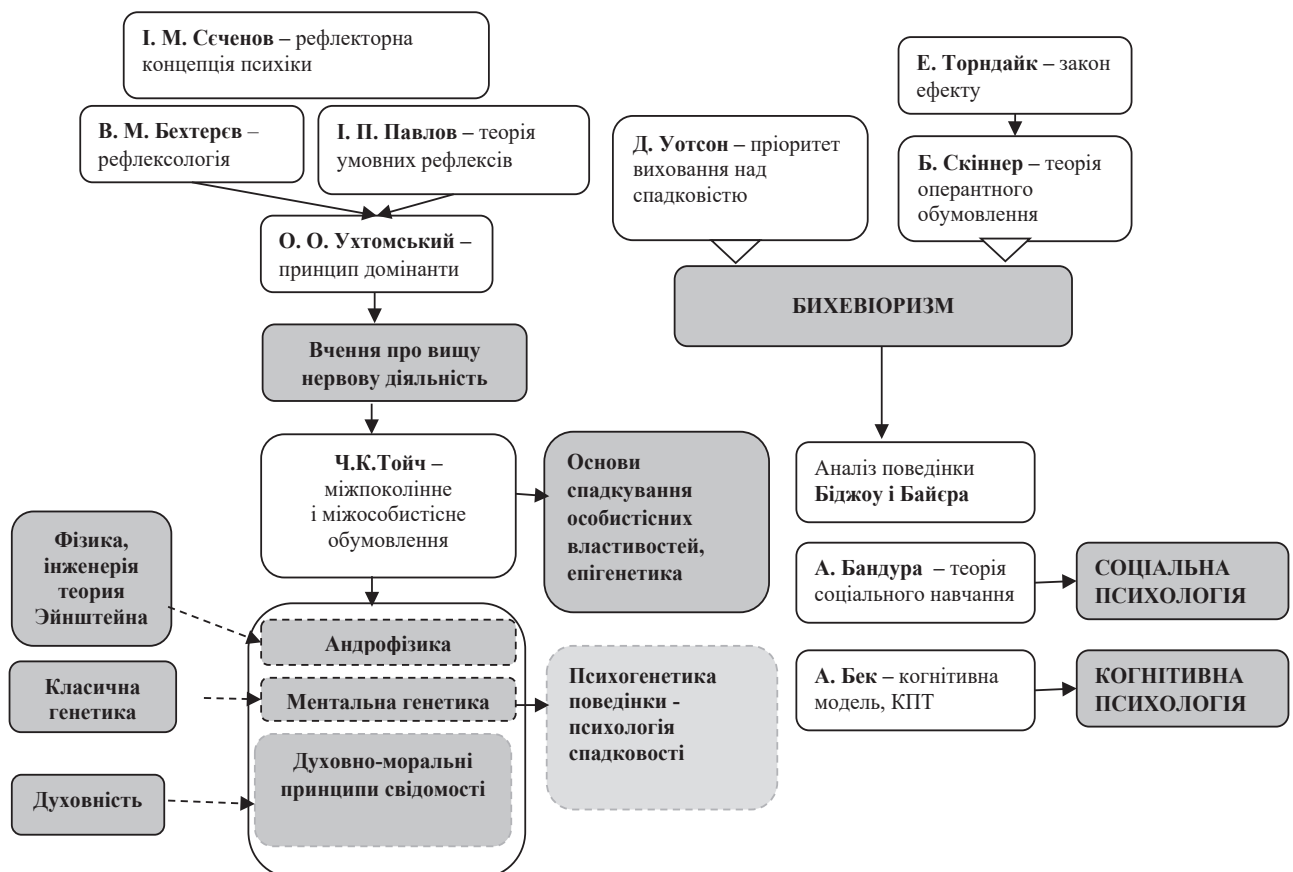 І. М. Сєченов – рефлекторна
концепція психіки
В. М. Бехтерєв –
рефлексологія
І. П. Павлов – теорія
умовних рефлексів
О. О. Ухтомський –
принцип домінанти
Вчення про вищу
нервову діяльність
Ч.К.Тойч –
міжпоколінне
і міжособистісне
обумовлення
Основи
спадкування
особистісних
властивостей,
епігенетика
Фізика,
інженерія
теория
Эйнштейна
Класична
генетика
Духовність
Андрофізика
Ментальна генетика
Духовно-моральні
принципи свідомості
Психогенетика
поведінки -
психологія
спадковості
Д. Уотсон – пріоритет
виховання над
спадковістю
Е. Торндайк – закон
ефекту
Б. Скіннер – теорія
оперантного
обумовлення
БИХЕВІОРИЗМ
Аналіз поведінки
Біджоу і Байєра
А. Бандура – теорія
соціального навчання
СОЦІАЛЬНА
ПСИХОЛОГІЯ
А. Бек – когнітивна
модель, КПТ
КОГНІТИВНА
ПСИХОЛОГІЯ